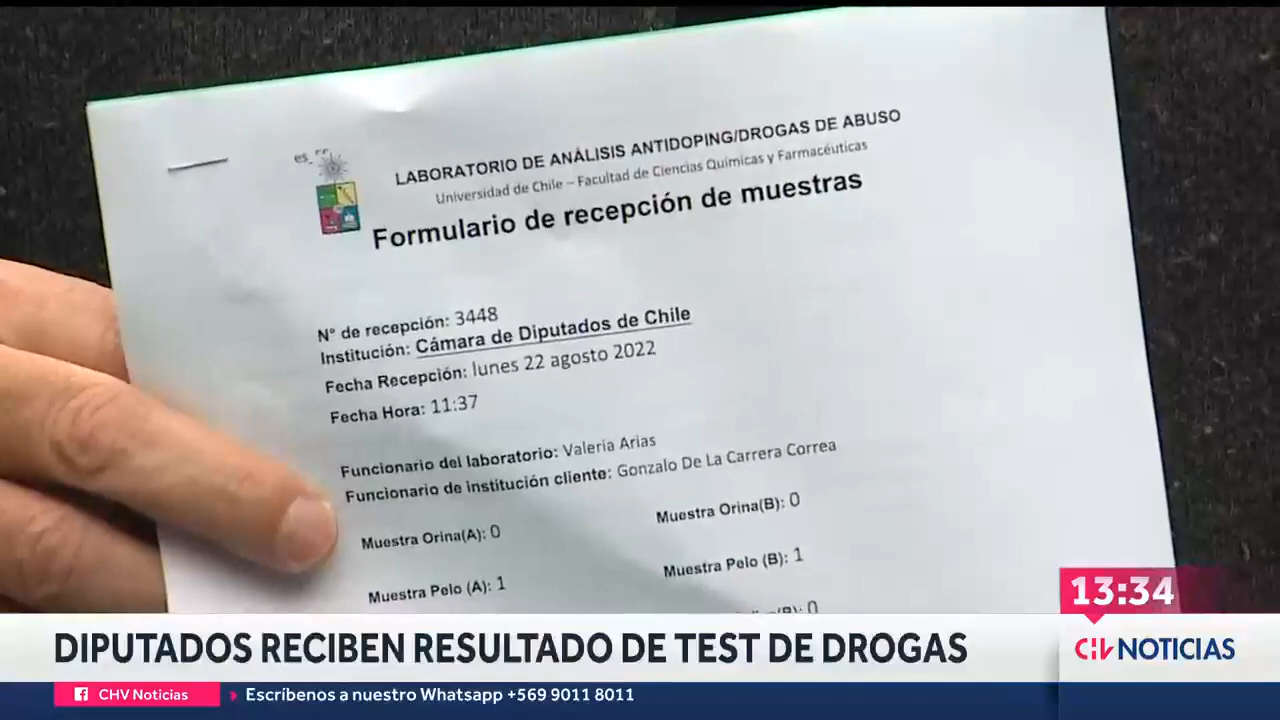 LABORATORIO DE ANÁLISIS ANTIDOPING/DROGAS DE ABUSO
Universidad de Chile – Facultad de Ciencias Químicas y Farmacéuticas
Formulario de recepción de muestras
N° de recepción: 3448
Institución: Cámara de Diputados de Chile
Fecha Recepción: lunes 22 agosto 2022
Fecha Hora: 11:37
Funcionario del laboratorio: Valeria Arias
Funcionario de institución cliente: Gonzalo De La Carrera Correa
Muestra Orina(A): 0 Muestra Orina(B): 0
Muestra Pelo (A): 1 Muestra Pelo (B): 1
13:34
DIPUTADOS RECIBEN RESULTADO DE TEST DE DROGAS
CHV NOTICIAS
CHV Noticias Escríbenos a nuestro Whatsapp +569 9011 8011